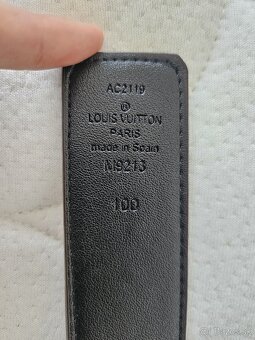 AC2119
LOUIS VUITTON
PARIS
made in Spain
M9213
100